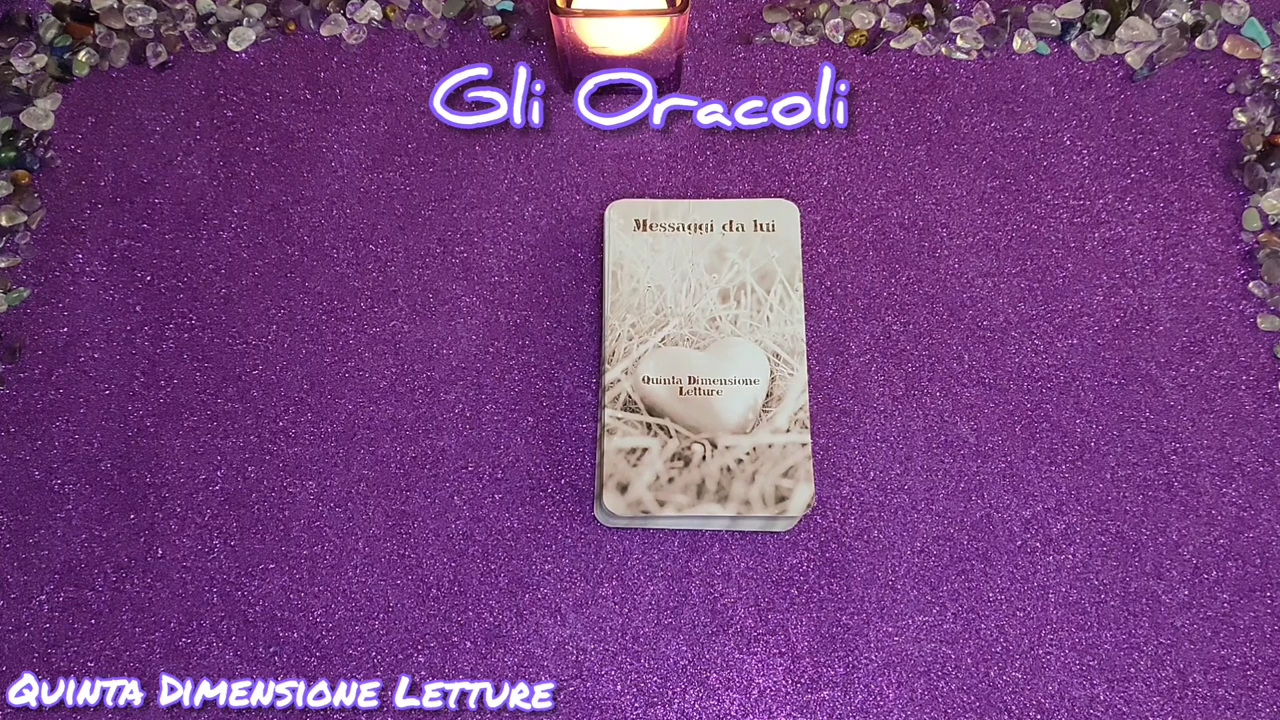 Gli Oracoli
Messaggi da lui
Quinta Dimensione
Letture
Quinta Dimensione Letture